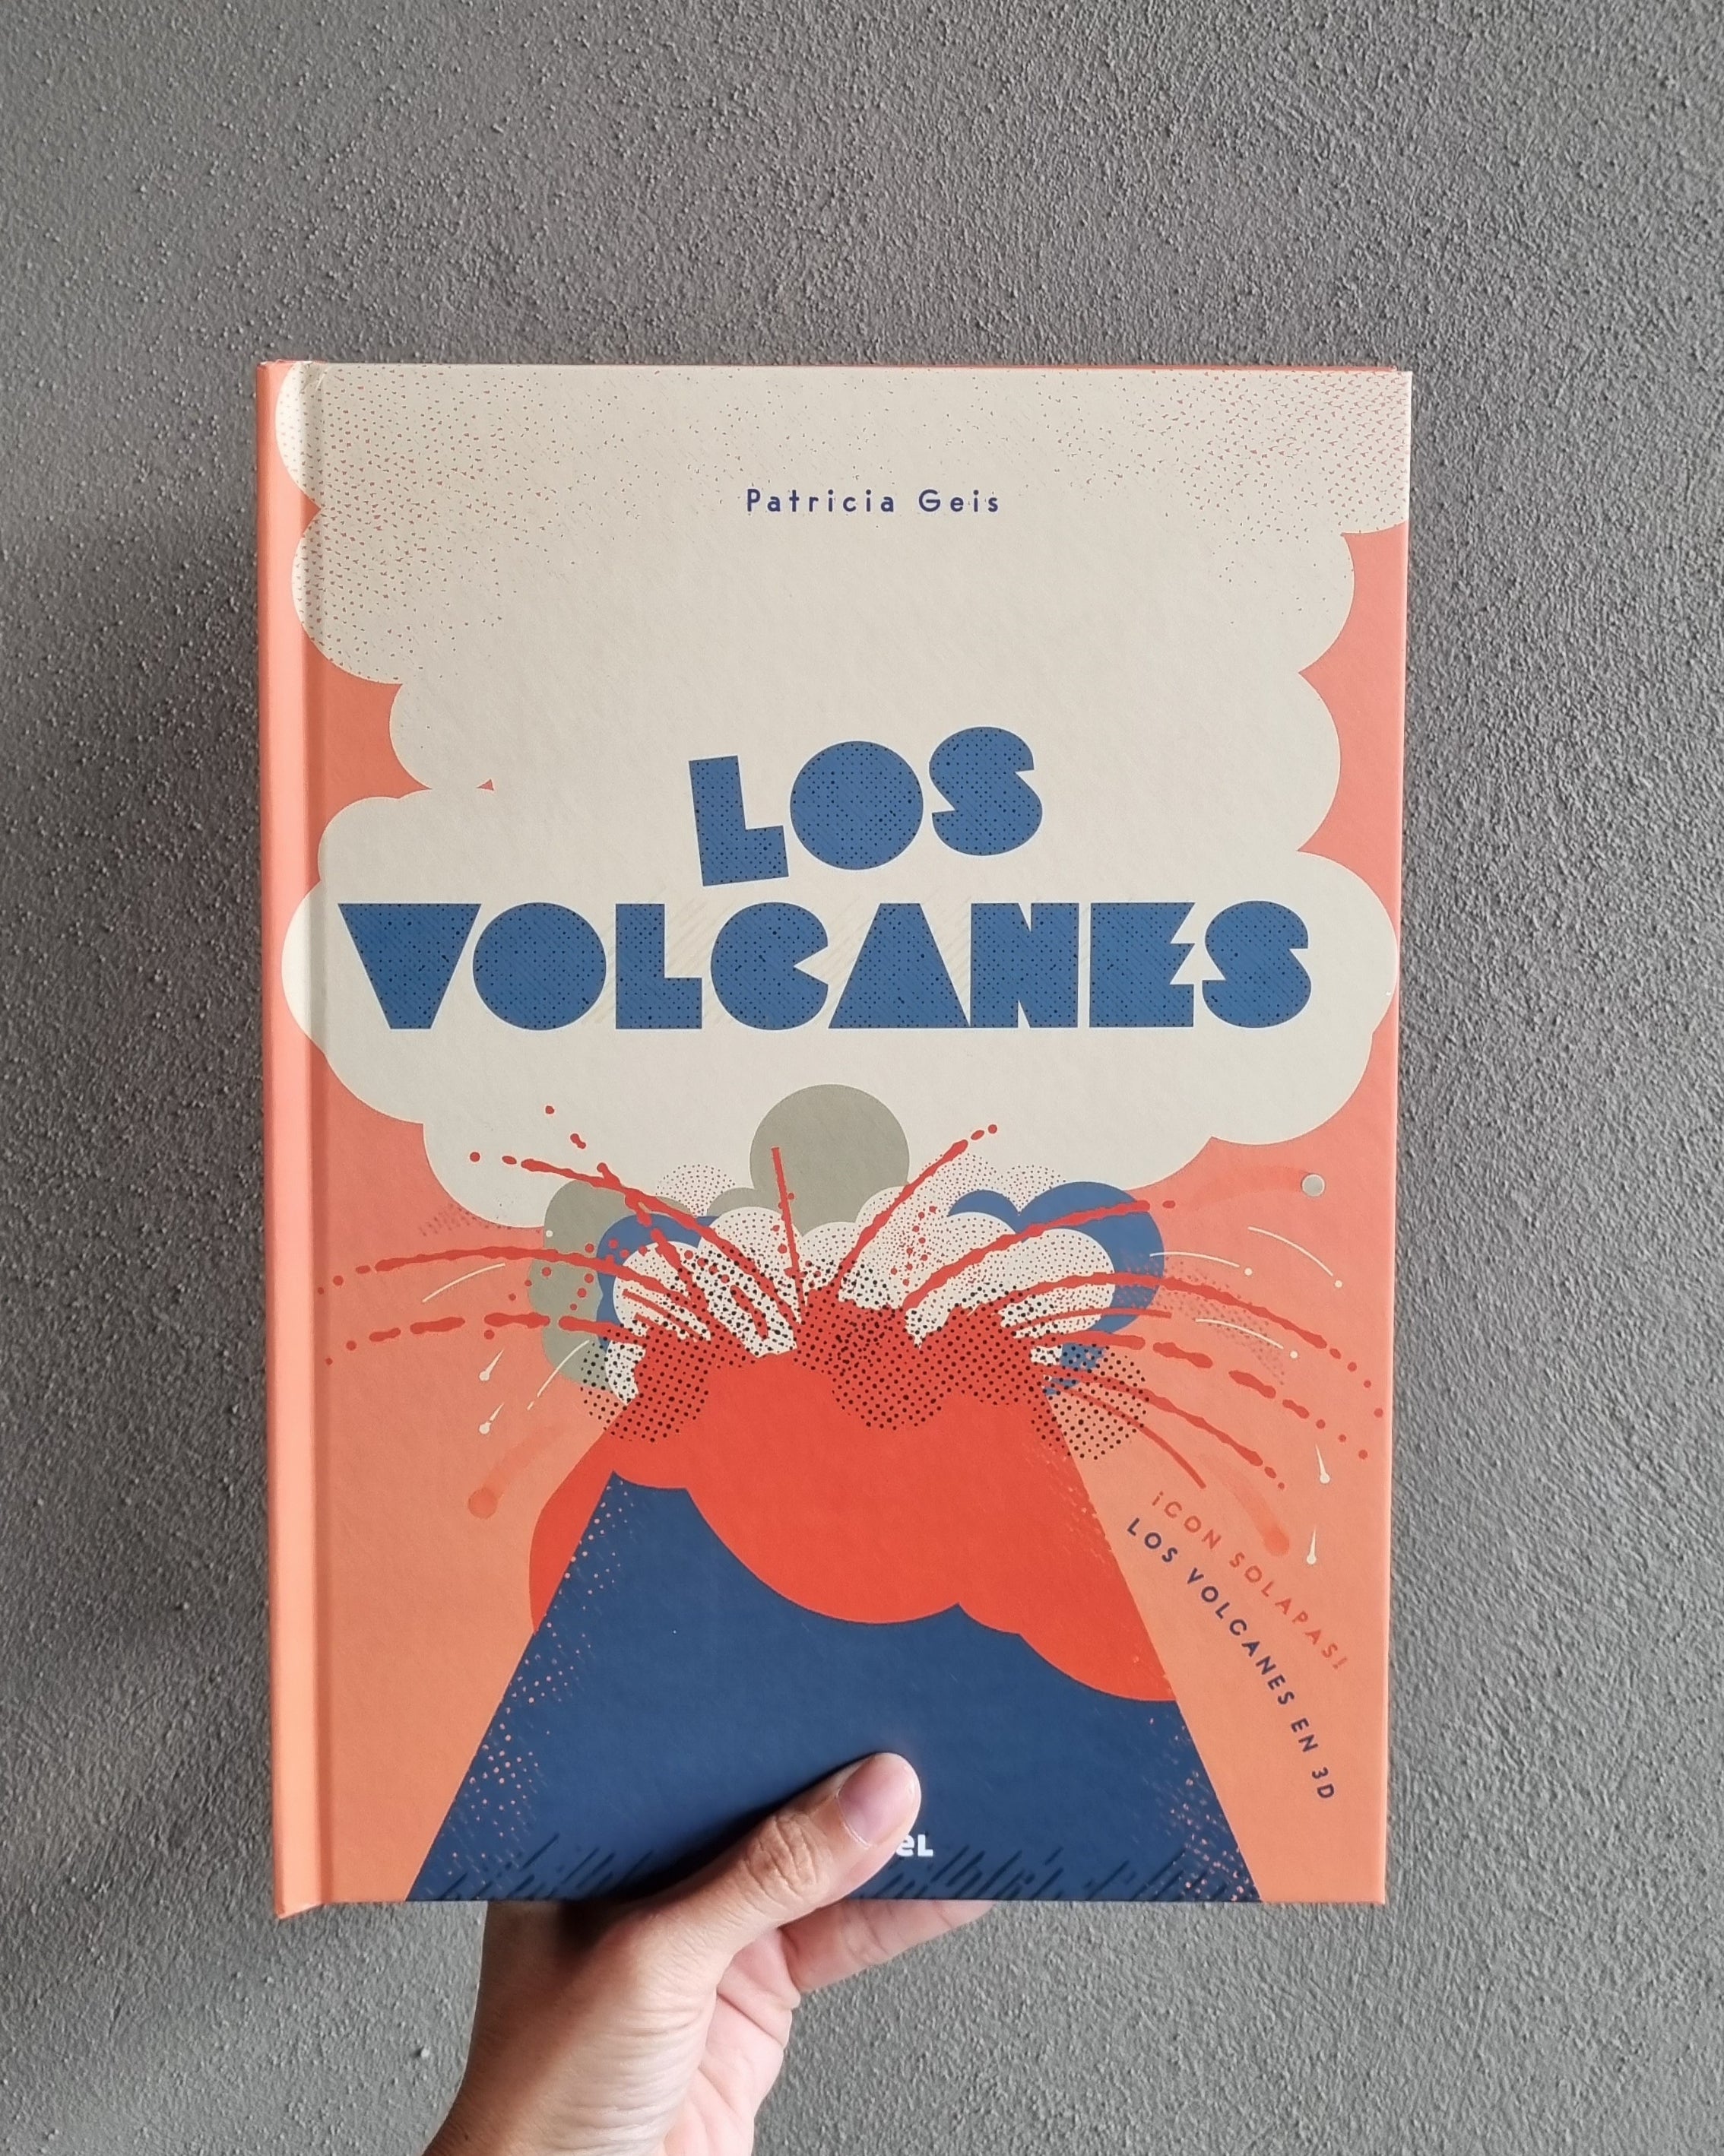 Patricia Geis
LOS
VOLCANES
¡CON SOLAPAS!
LOS VOLCANES EN 3D